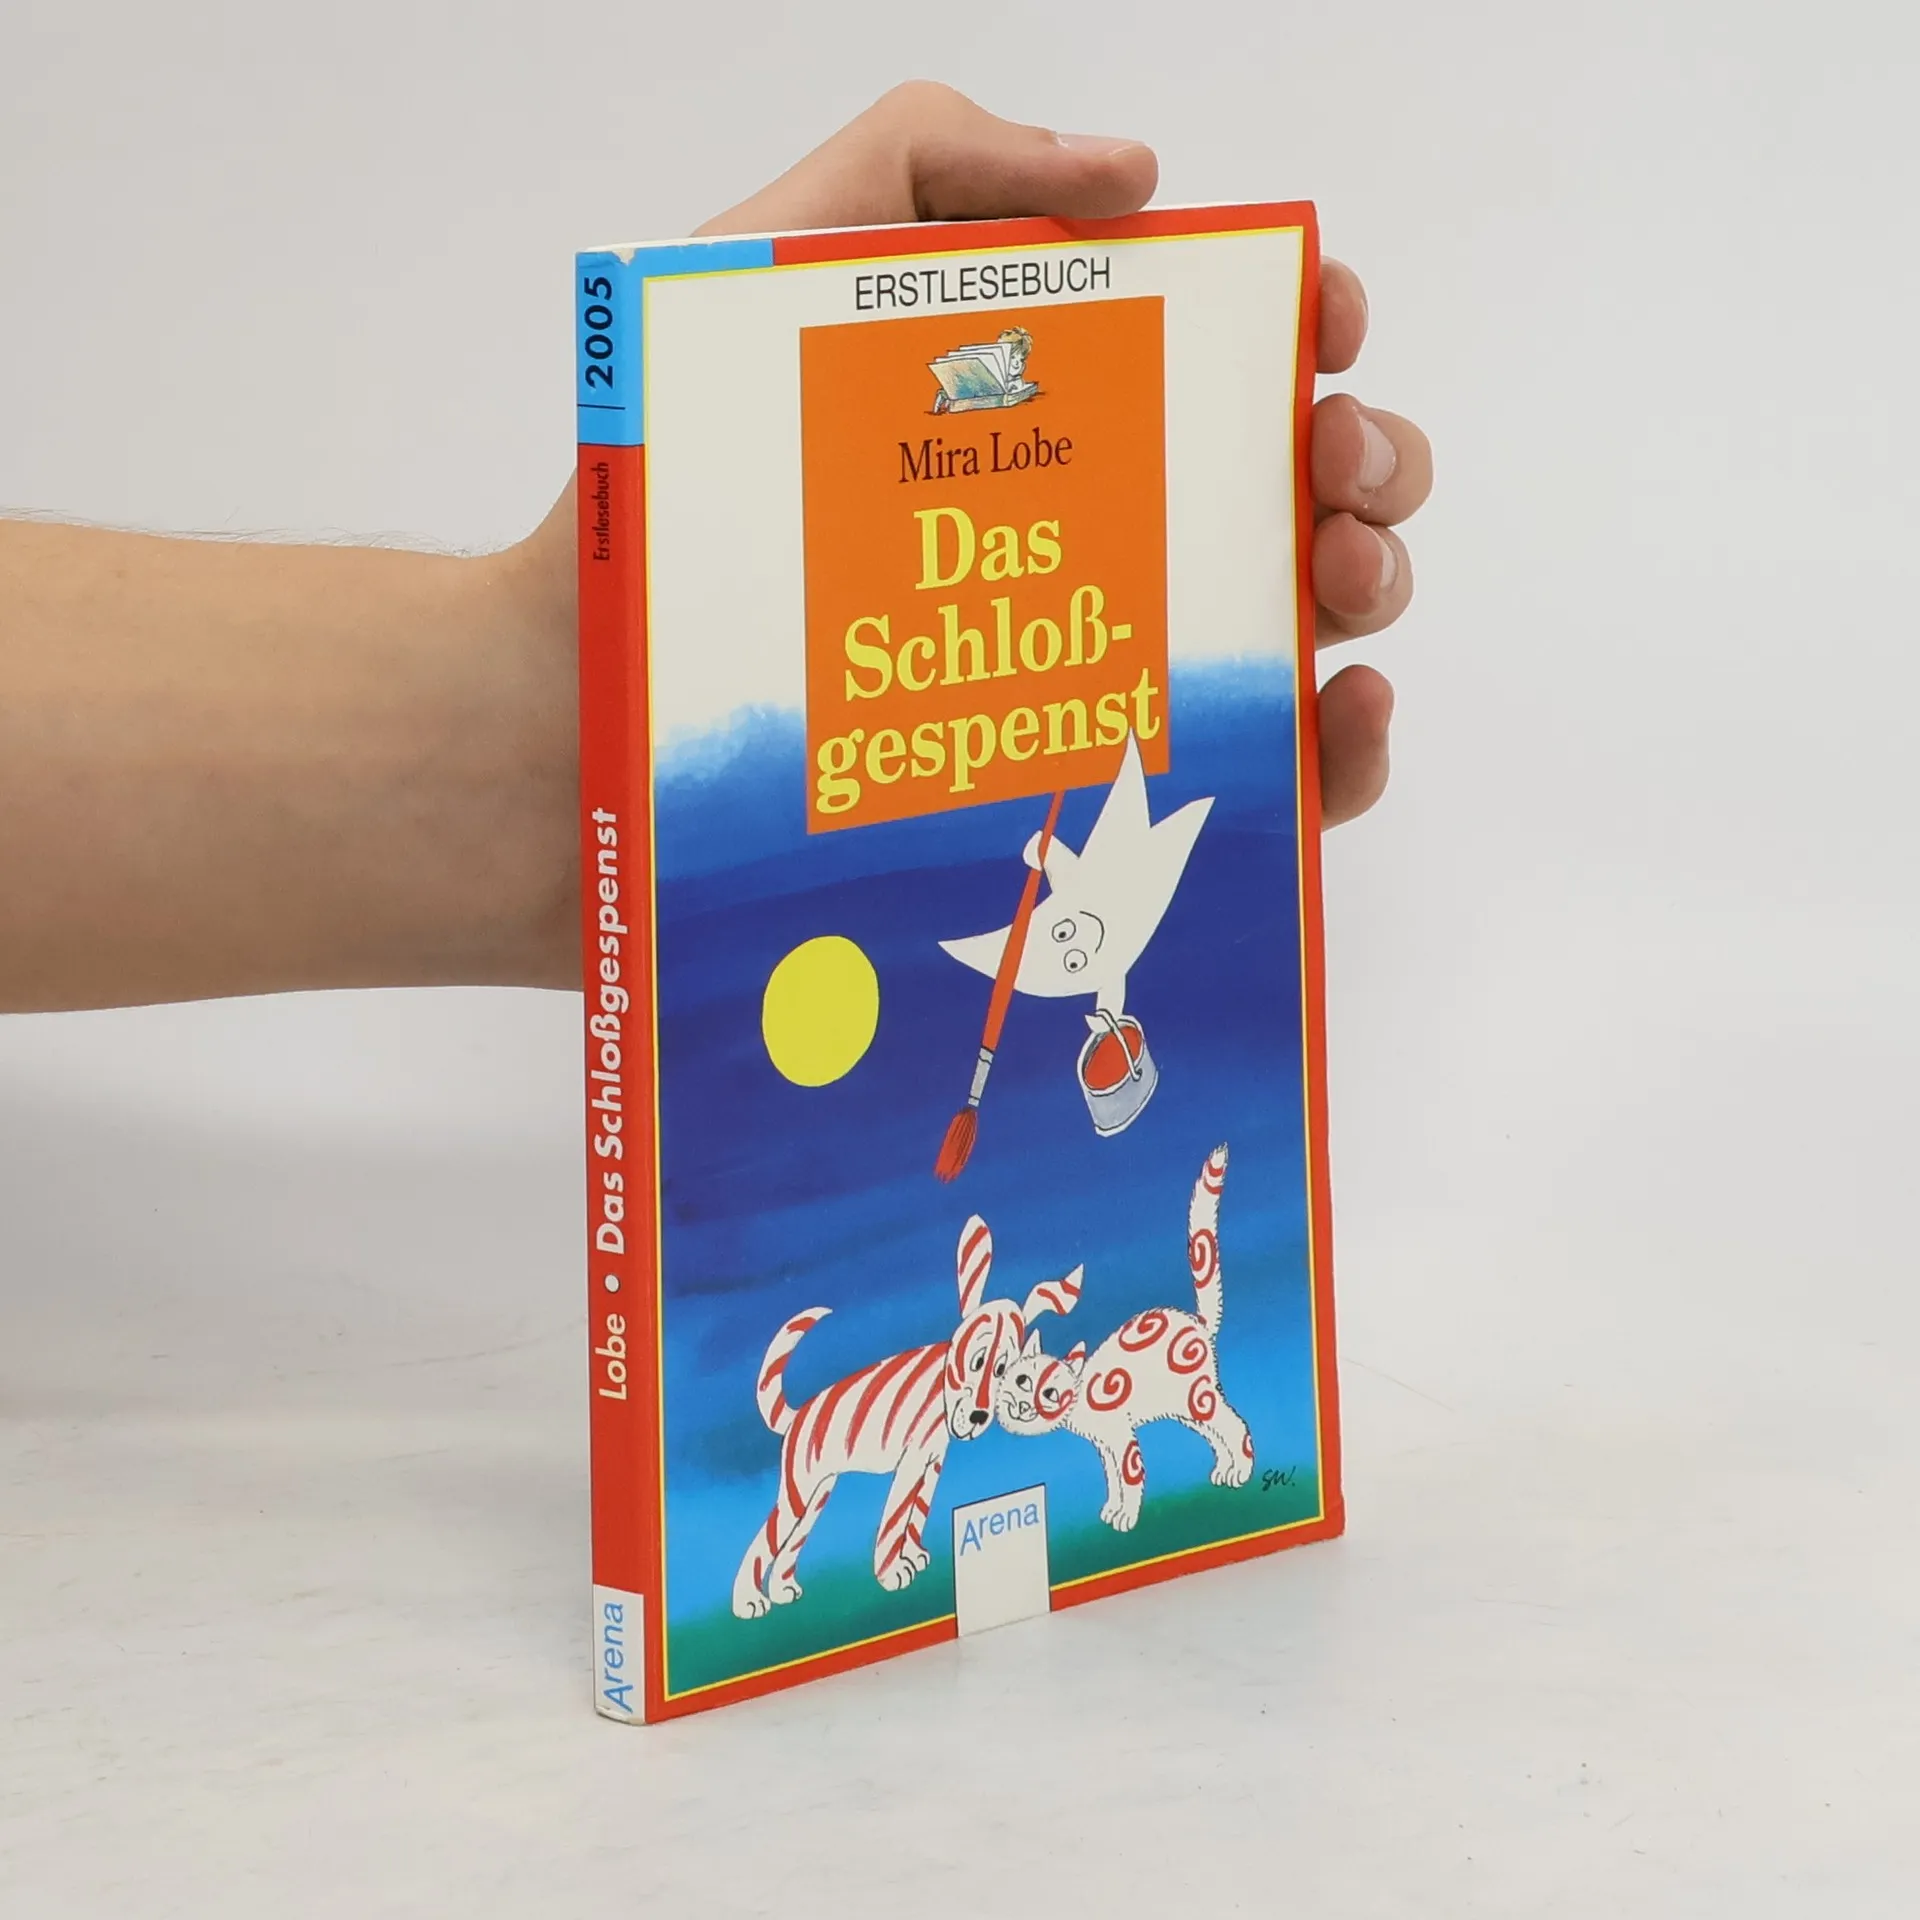 ERSTLESEBUCH
Mira Lobe
Das
Schloß-
gespenst
SW.
Arena
2005
Erstlesebuch
Lobe • Das Schloßgespenst
Arena